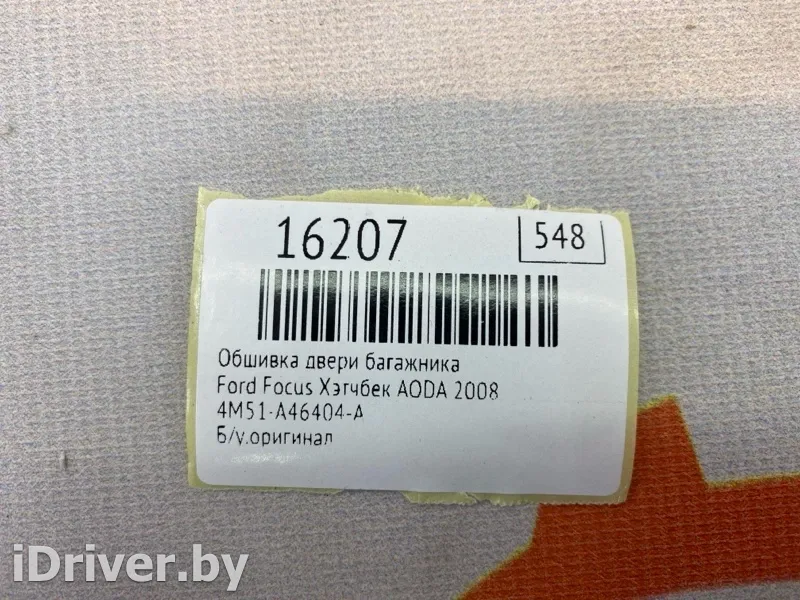 16207
548
Обшивка двери багажника
Ford Focus Хэтчбек AODA 2008
4M51-A46404-A
Б/у,оригинал
iDriver.by